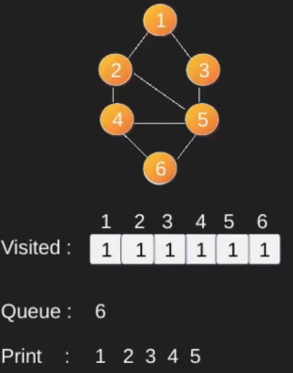 1
2 3
4 5
6
1 2 3 4 5 6
Visited : 1 1 1 1 1 1
Queue : 6
Print : 1 2 3 4 5